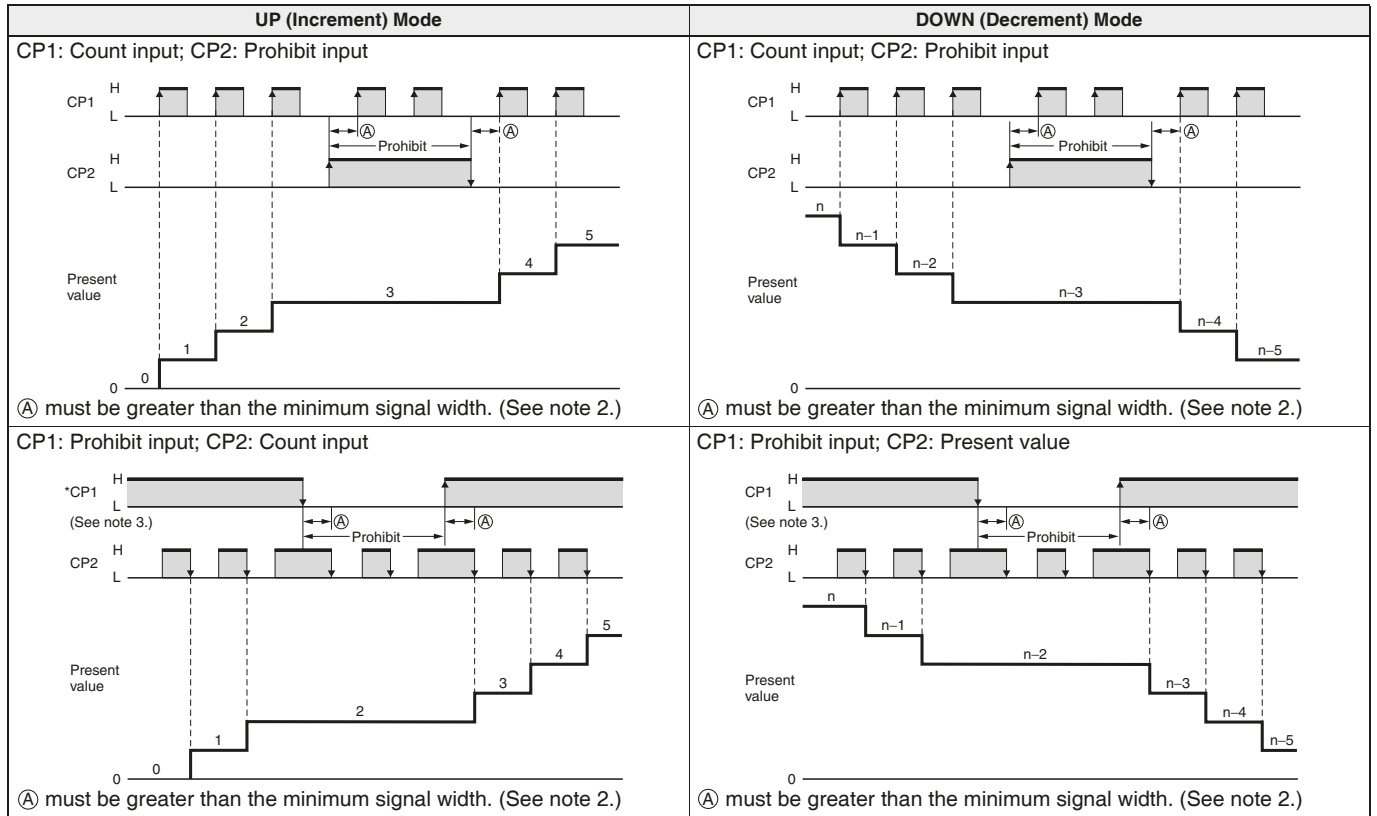 UP (Increment) Mode
DOWN (Decrement) Mode
CP1: Count input; CP2: Prohibit input
H
CP1
L
Ⓐ
Ⓐ
Prohibit
H
CP2
L
5
4
Present
value
3
2
1
0
0
Ⓐ must be greater than the minimum signal width. (See note 2.)
CP1: Count input; CP2: Prohibit input
H
CP1
L
Ⓐ
Ⓐ
Prohibit
H
CP2
L
n
n–1
n–2
Present
value
n–3
n–4
n–5
0
Ⓐ must be greater than the minimum signal width. (See note 2.)
CP1: Prohibit input; CP2: Count input
H
*CP1
L
(See note 3.)
Ⓐ
Ⓐ
Prohibit
H
CP2
L
5
4
Present
value
3
2
1
0
0
Ⓐ must be greater than the minimum signal width. (See note 2.)
CP1: Prohibit input; CP2: Present value
H
CP1
L
(See note 3.)
Ⓐ
Ⓐ
Prohibit
H
CP2
L
n
n–1
n–2
Present
value
n–3
n–4
n–5
0
Ⓐ must be greater than the minimum signal width. (See note 2.)